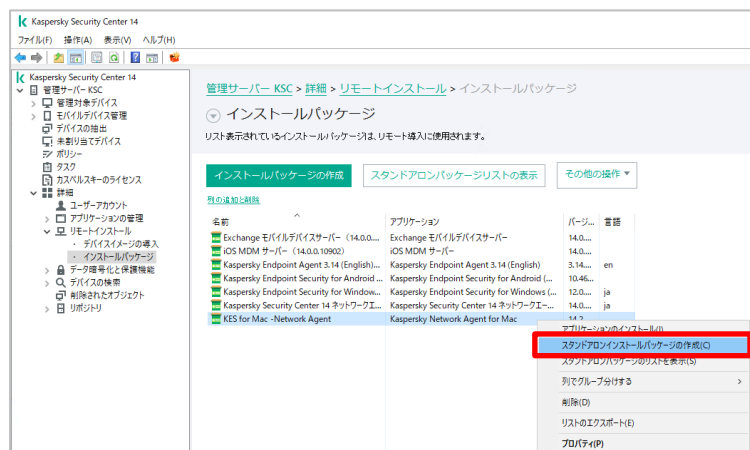 Kaspersky Security Center 14
ファイル(F) 操作(A) 表示(V) ヘルプ(H)
Kaspersky Security Center 14
管理サーバー KSC
管理対象デバイス
モバイルデバイス管理
デバイスの抽出
未割り当てデバイス
ポリシー
タスク
カスペルスキーのライセンス
詳細
ユーザーアカウント
アプリケーションの管理
リモートインストール
・ デバイスイメージの導入
・ インストールパッケージ
データ暗号化と保護機能
デバイスの検索
削除されたオブジェクト
リポジトリ
管理サーバー KSC > 詳細 > リモートインストール > インストールパッケージ
インストールパッケージ
リスト表示されているインストールパッケージは、リモート導入に使用されます。
インストールパッケージの作成 スタンドアロンパッケージリストの表示 その他の操作 ▼
列の追加と削除
名前 アプリケーション バージ... 言語
Exchange モバイルデバイスサーバー (14.0.0.... Exchange モバイルデバイスサーバー 14.0....
iOS MDM サーバー (14.0.0.10902) iOS MDM サーバー 14.0....
Kaspersky Endpoint Agent 3.14 (English)... Kaspersky Endpoint Agent 3.14 (English) 3.14.... en
Kaspersky Endpoint Security for Android ... Kaspersky Endpoint Security for Android (... 10.46...
Kaspersky Endpoint Security for Window... Kaspersky Endpoint Security for Windows (... 12.0.... ja
Kaspersky Security Center 14 ネットワークエ... Kaspersky Security Center 14 ネットワークエー... 14.0.... ja
KES for Mac -Network Agent Kaspersky Network Agent for Mac 14.2
アプリケーションのインストール(I)
スタンドアロンインストールパッケージの作成(C)
スタンドアロンパッケージのリストを表示(S)
列でグループ分けする >
削除(D)
リストのエクスポート(E)
プロパティ(P)